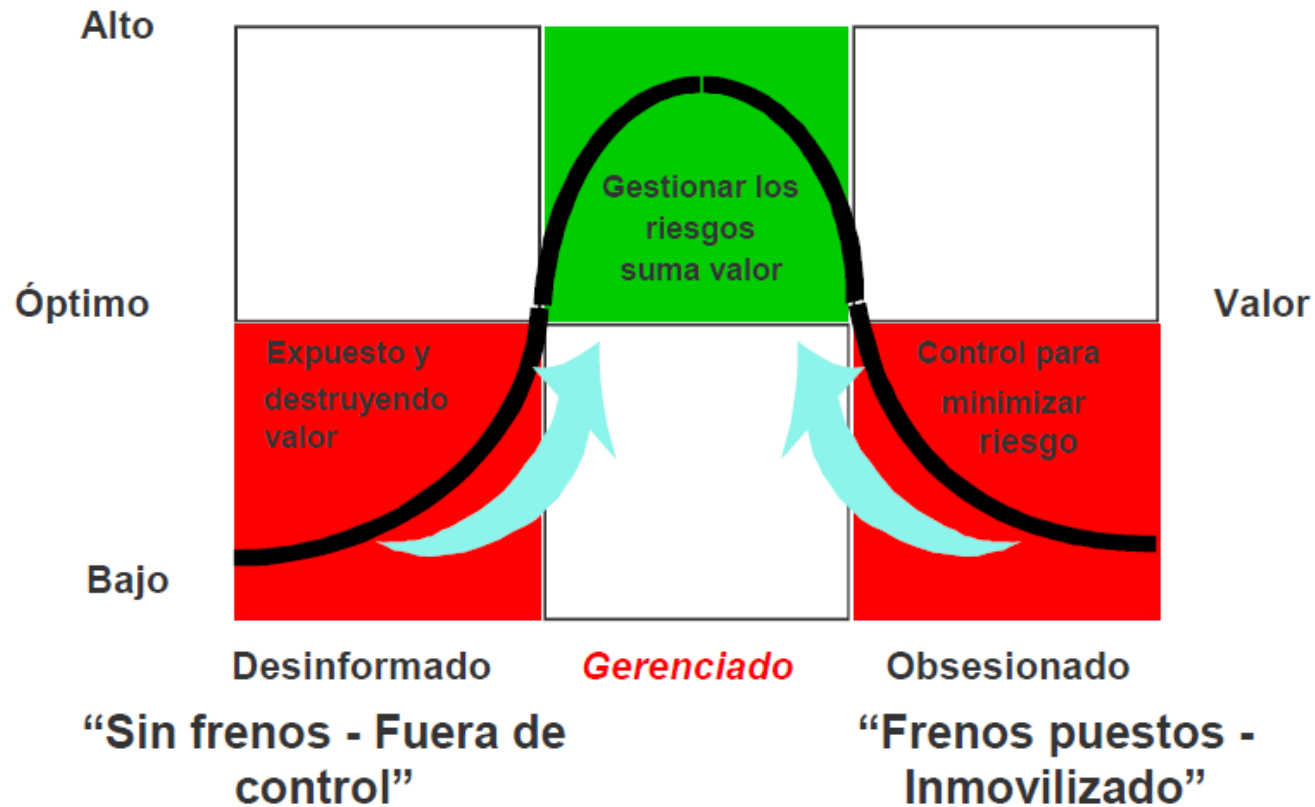 Alto
Gestionar los
riesgos
suma valor
Óptimo
Valor
Expuesto y
destruyendo
valor
Control para
minimizar
riesgo
Bajo
Desinformado
Gerenciado
Obsesionado
“Sin frenos - Fuera de
control”
“Frenos puestos -
Inmovilizado”